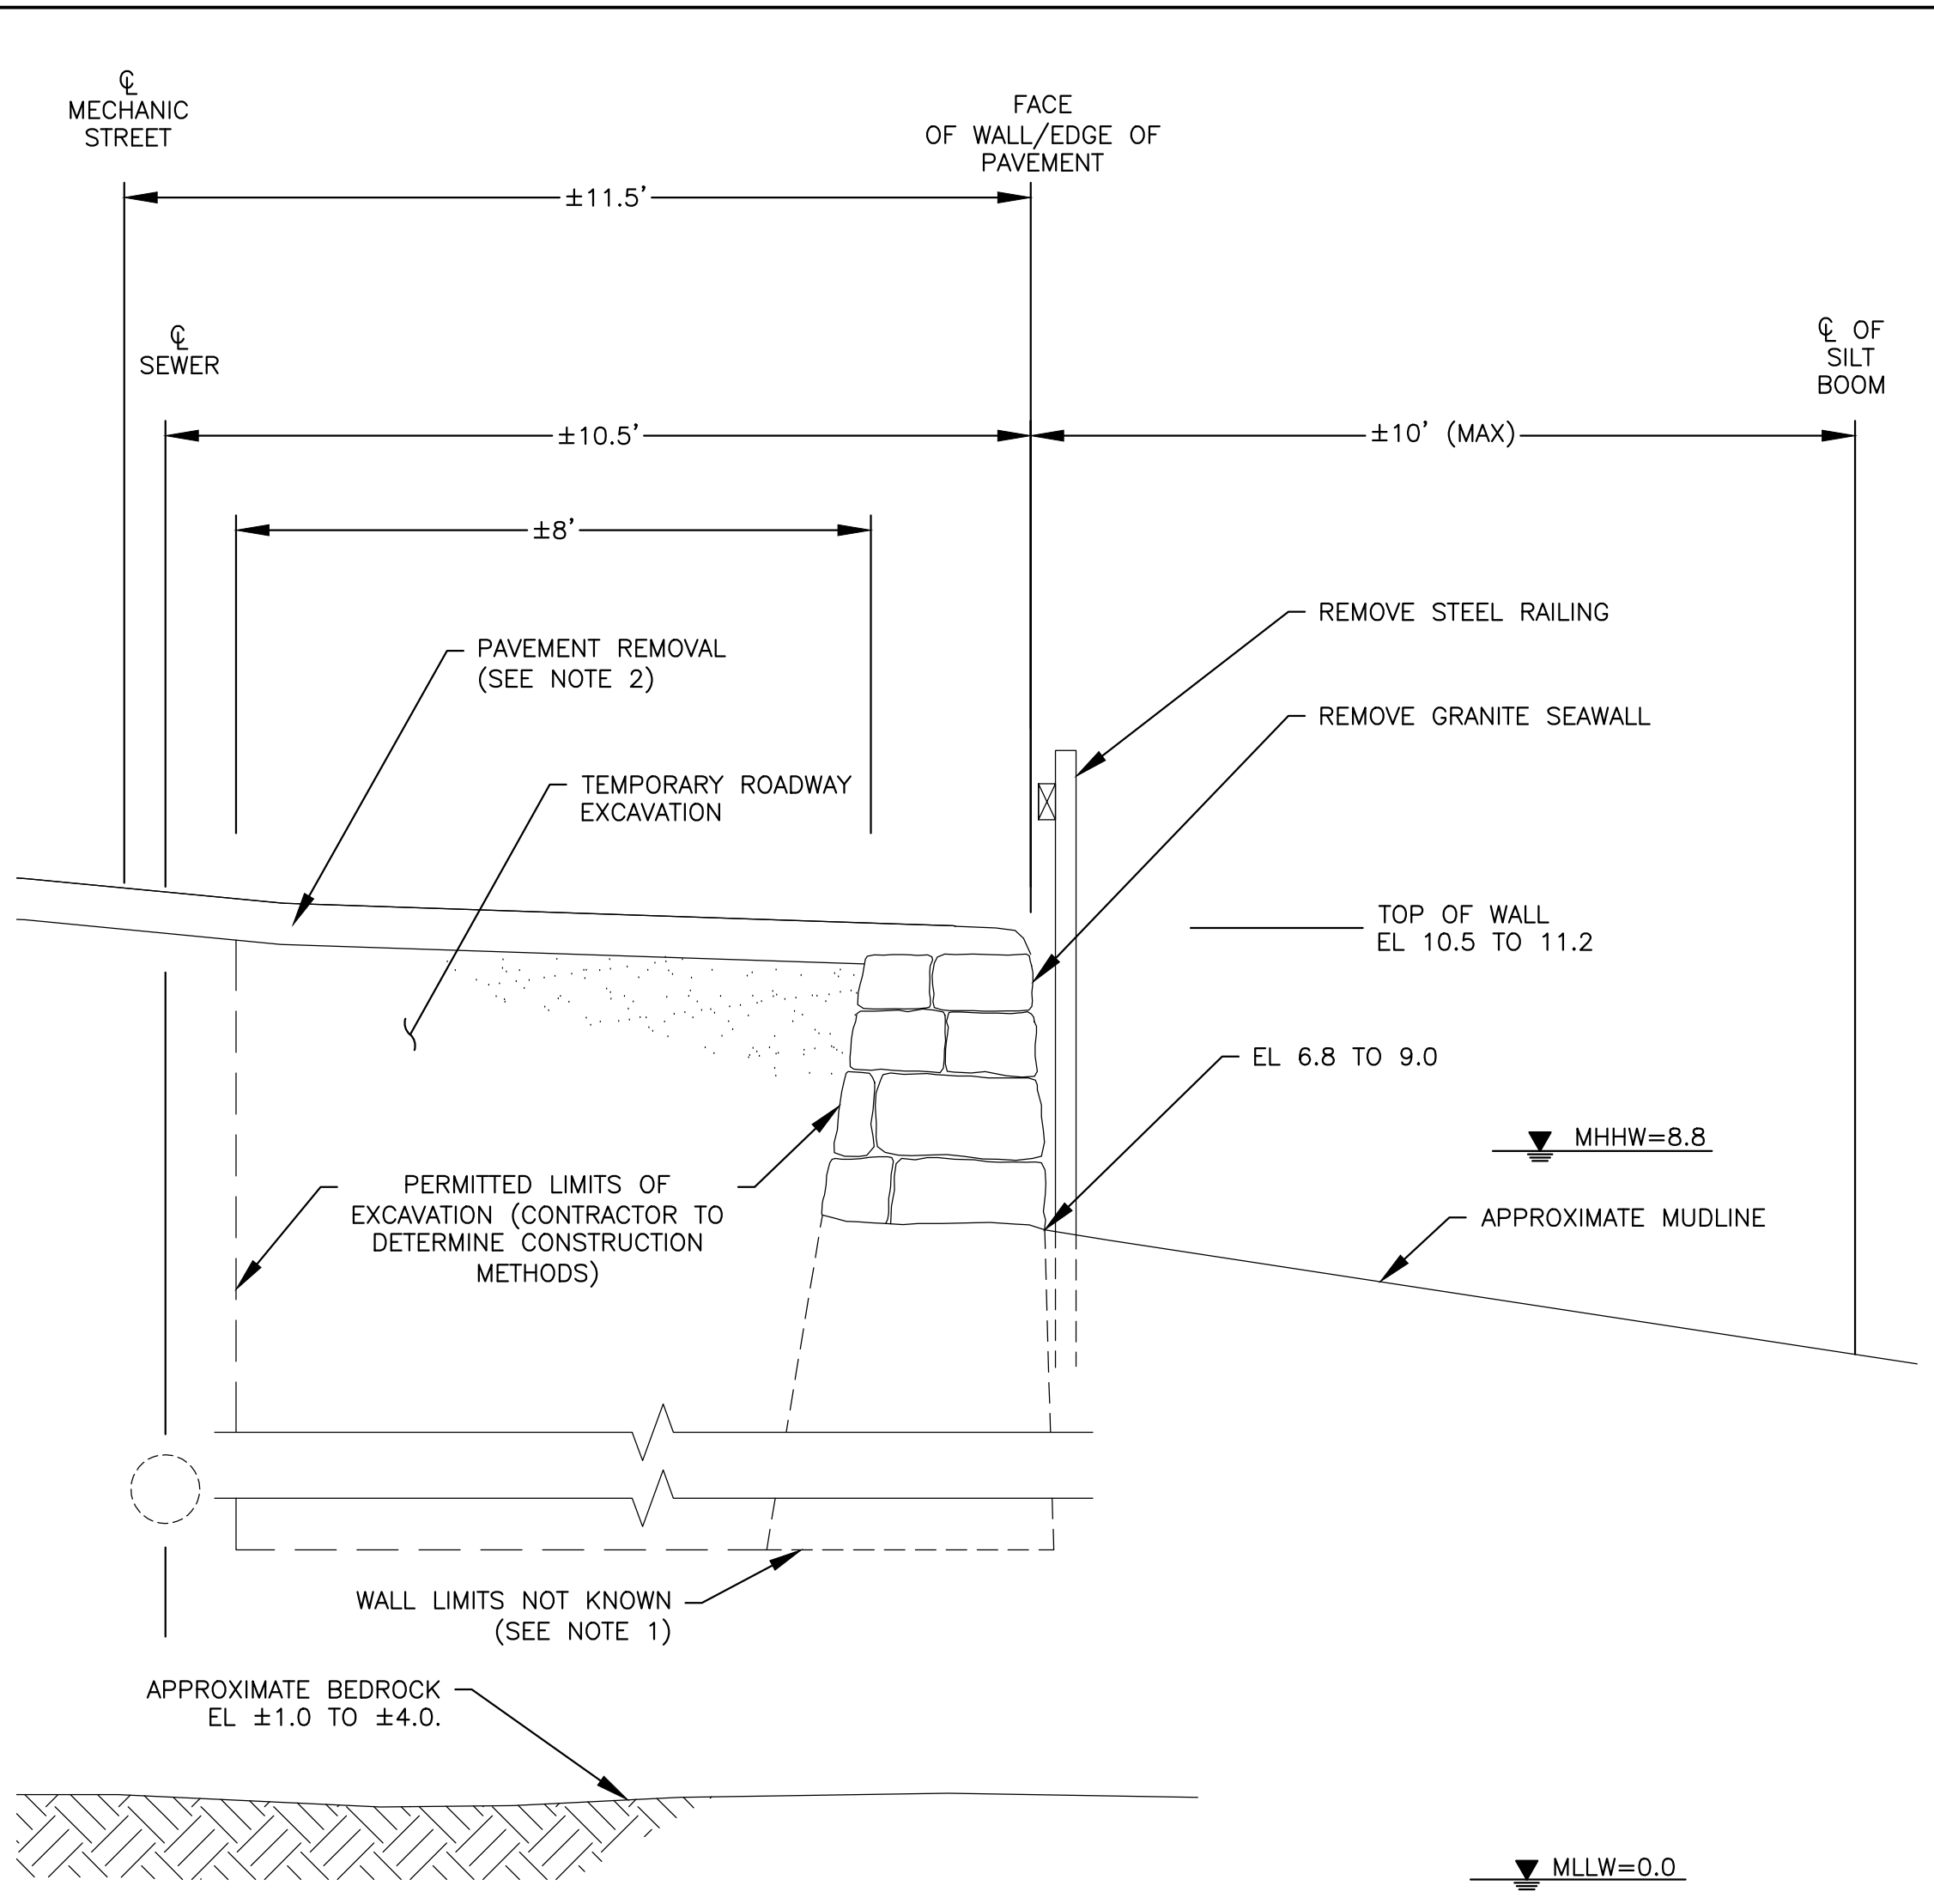 ℄
MECHANIC
STREET
FACE
OF WALL/EDGE OF
PAVEMENT
±11.5'
℄
SEWER
℄ OF
SILT
BOOM
±10.5'
±10' (MAX)
±8'
REMOVE STEEL RAILING
PAVEMENT REMOVAL
(SEE NOTE 2)
REMOVE GRANITE SEAWALL
TEMPORARY ROADWAY
EXCAVATION
TOP OF WALL
EL 10.5 TO 11.2
EL 6.8 TO 9.0
MHHW=8.8
PERMITTED LIMITS OF
EXCAVATION (CONTRACTOR TO
DETERMINE CONSTRUCTION
METHODS)
APPROXIMATE MUDLINE
WALL LIMITS NOT KNOWN
(SEE NOTE 1)
APPROXIMATE BEDROCK
EL ±1.0 TO ±4.0.
MLLW=0.0